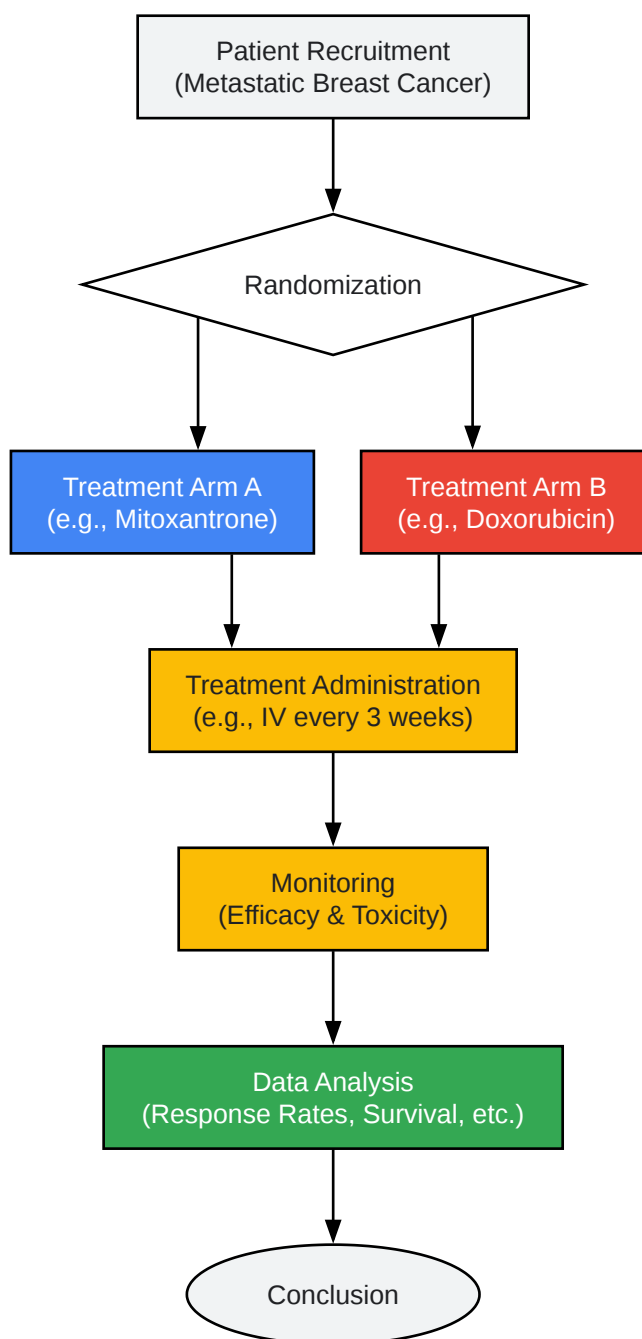 Patient Recruitment
(Metastatic Breast Cancer)
Randomization
Treatment Arm A
(e.g., Mitoxantrone)
Treatment Arm B
(e.g., Doxorubicin)
Treatment Administration
(e.g., IV every 3 weeks)
Monitoring
(Efficacy & Toxicity)
Data Analysis
(Response Rates, Survival, etc.)
Conclusion